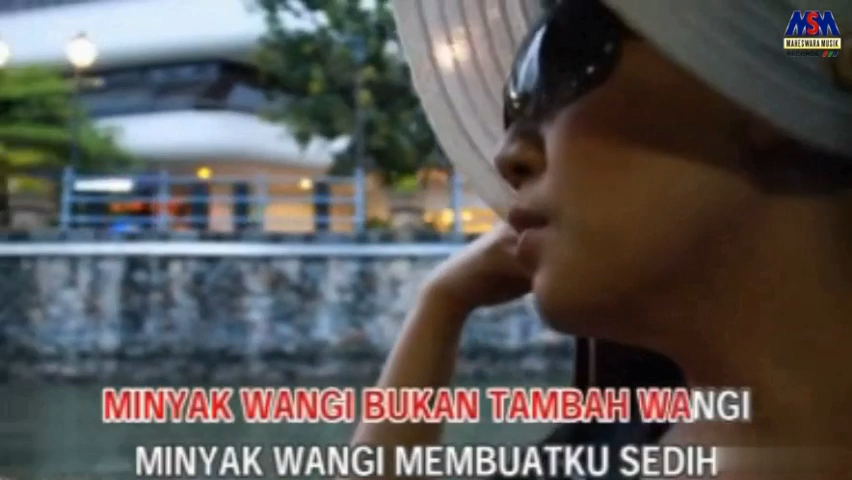 MSM
MAHESWARA MUSIK
MINYAK WANGI BUKAN TAMBAH WANGI
MINYAK WANGI MEMBUATKU SEDIH